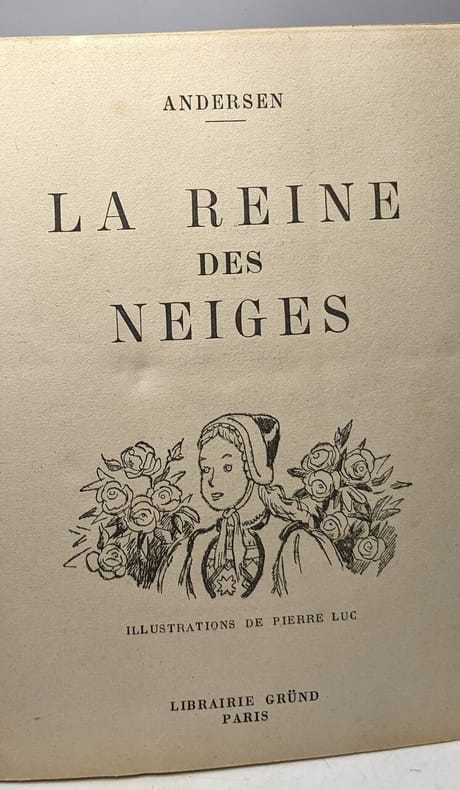 ANDERSEN
LA REINE
DES
NEIGES
ILLUSTRATIONS DE PIERRE LUC
LIBRAIRIE GRÜND
PARIS